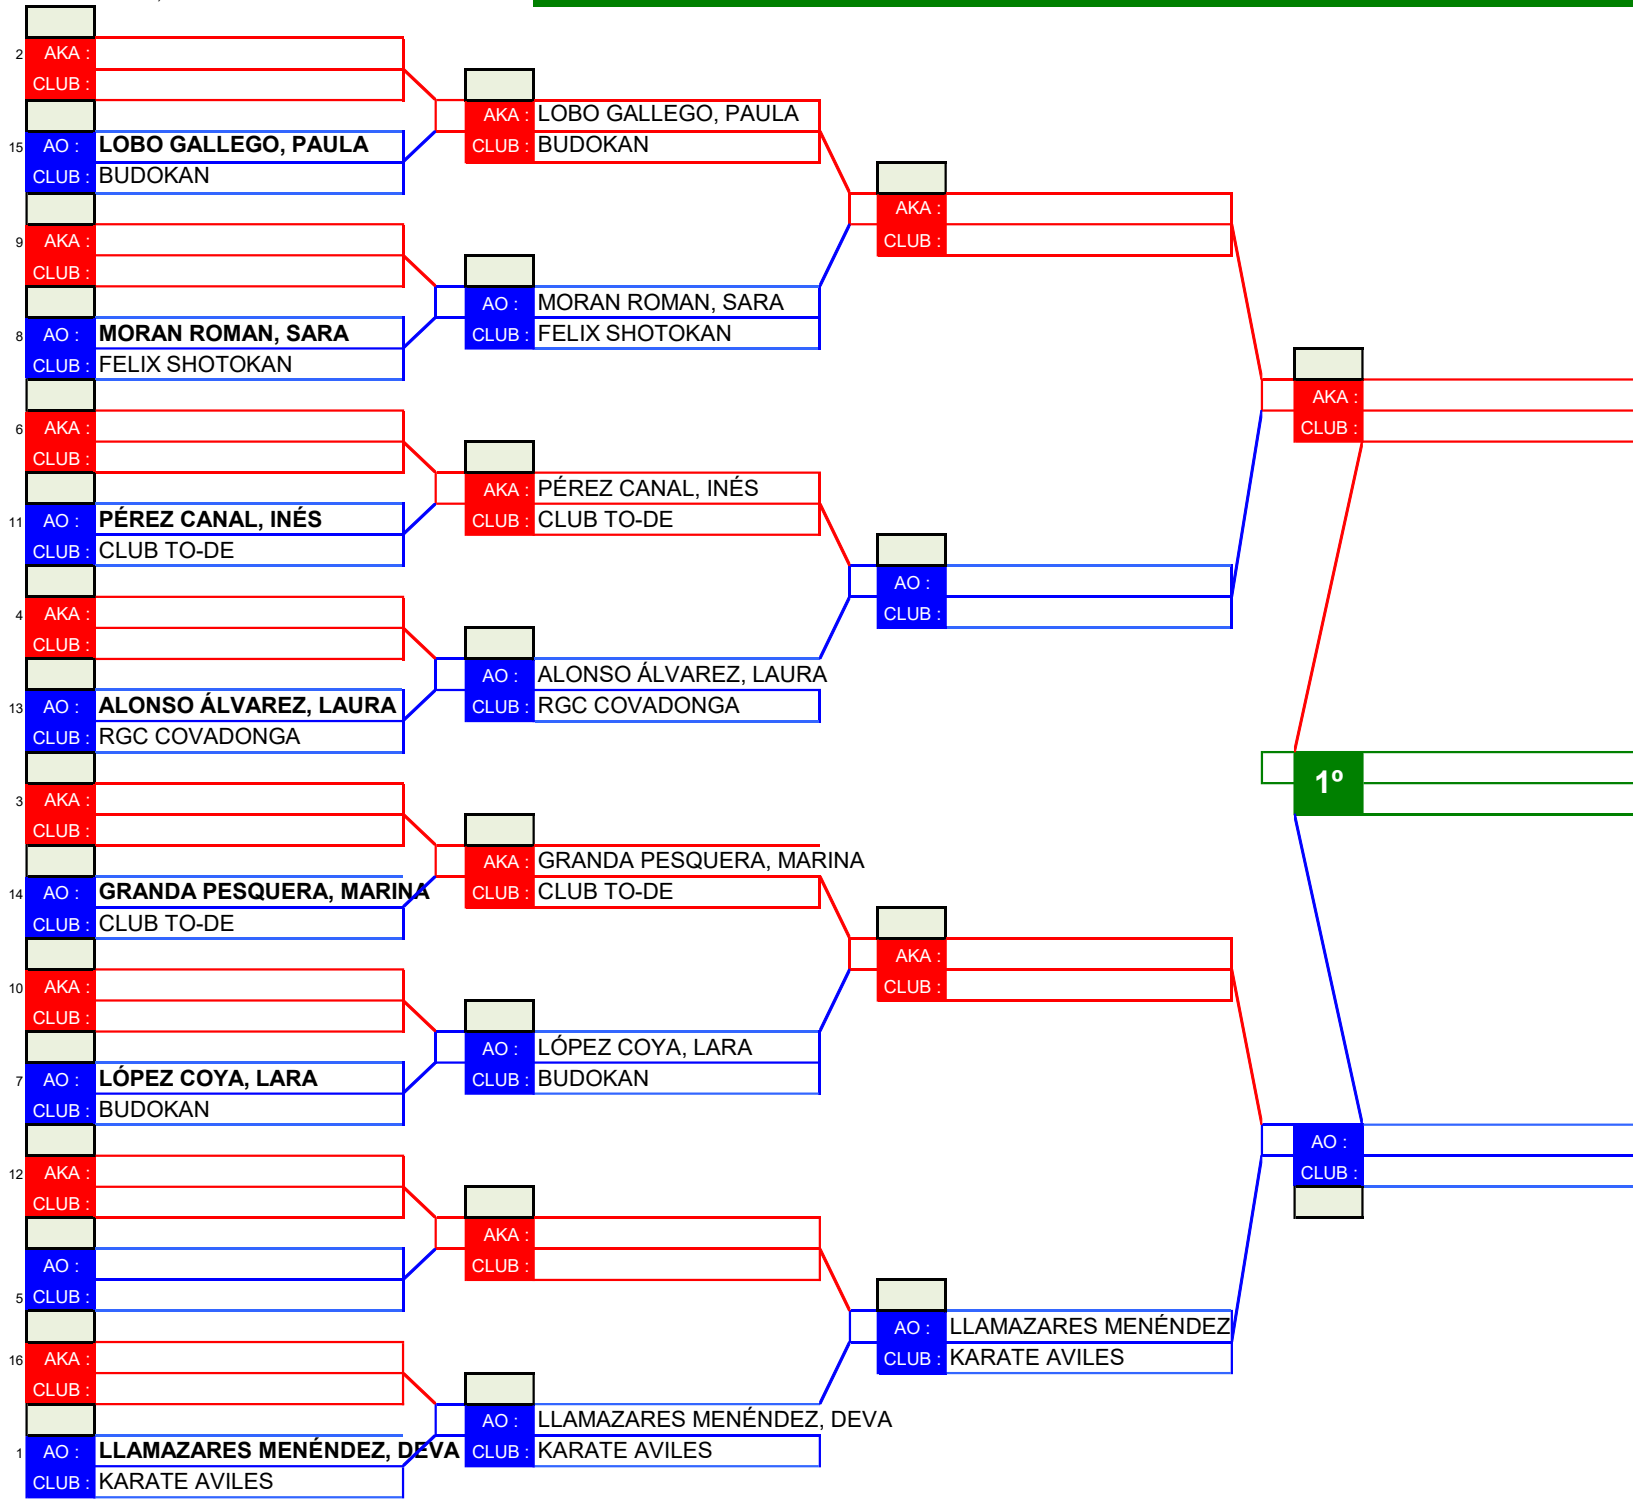 2 AKA :
CLUB :
15 AO : LOBO GALLEGO, PAULA
CLUB : BUDOKAN
9 AKA :
CLUB :
8 AO : MORAN ROMAN, SARA
CLUB : FELIX SHOTOKAN
6 AKA :
CLUB :
11 AO : PÉREZ CANAL, INÉS
CLUB : CLUB TO-DE
4 AKA :
CLUB :
13 AO : ALONSO ÁLVAREZ, LAURA
CLUB : RGC COVADONGA
3 AKA :
CLUB :
14 AO : GRANDA PESQUERA, MARINA
CLUB : CLUB TO-DE
10 AKA :
CLUB :
7 AO : LÓPEZ COYA, LARA
CLUB : BUDOKAN
12 AKA :
CLUB :
AO :
5 CLUB :
16 AKA :
CLUB :
1 AO : LLAMAZARES MENÉNDEZ, DEVA
CLUB : KARATE AVILES
AKA : LOBO GALLEGO, PAULA
CLUB : BUDOKAN
AO : MORAN ROMAN, SARA
CLUB : FELIX SHOTOKAN
AKA : PÉREZ CANAL, INÉS
CLUB : CLUB TO-DE
AO : ALONSO ÁLVAREZ, LAURA
CLUB : RGC COVADONGA
AKA : GRANDA PESQUERA, MARINA
CLUB : CLUB TO-DE
AO : LÓPEZ COYA, LARA
CLUB : BUDOKAN
AKA :
CLUB :
AO : LLAMAZARES MENÉNDEZ, DEVA
CLUB : KARATE AVILES
AKA :
CLUB :
AO :
CLUB :
AKA :
CLUB :
AO : LLAMAZARES MENÉNDEZ
CLUB : KARATE AVILES
AKA :
CLUB :
1º
AO :
CLUB :